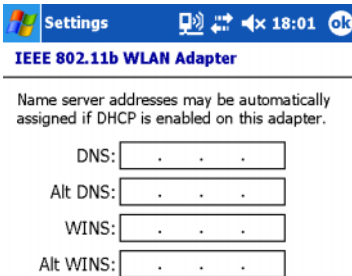 Settings 18:01 ok
IEEE 802.11b WLAN Adapter
Name server addresses may be automatically
assigned if DHCP is enabled on this adapter.
DNS: . . .
Alt DNS: . . .
WINS: . . .
Alt WINS: . . .